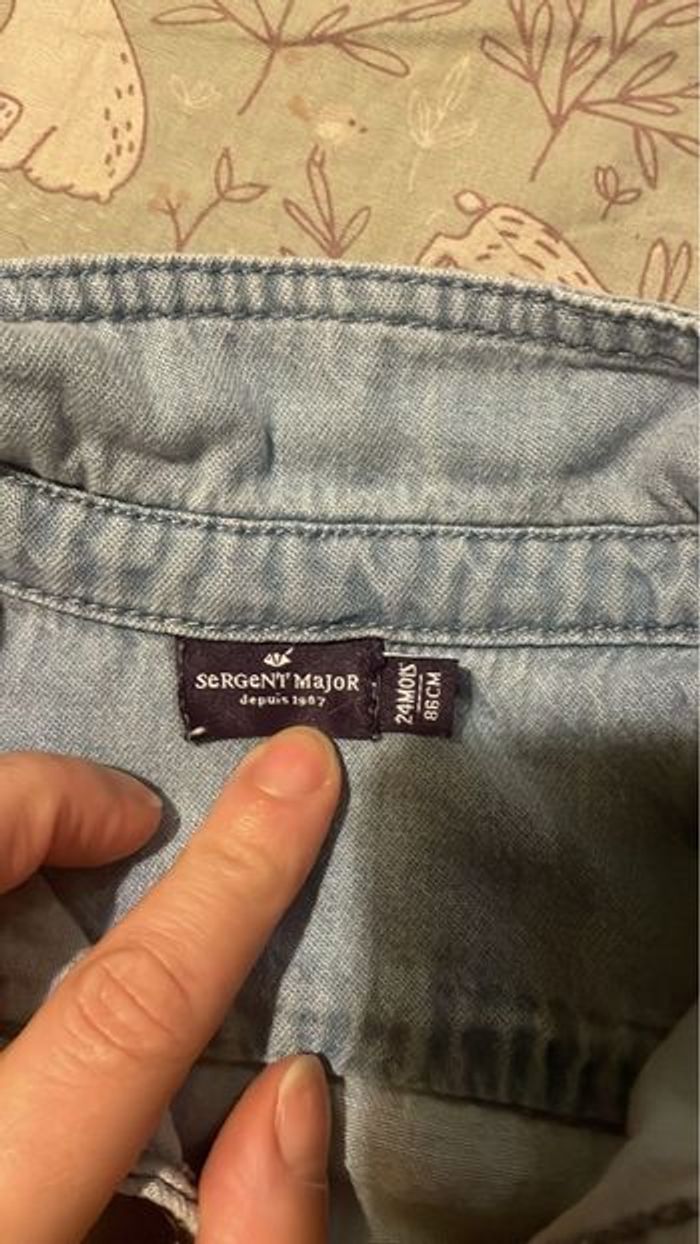 SeRGeNT MaJoR
depuis 1987
24MOIS
86CM